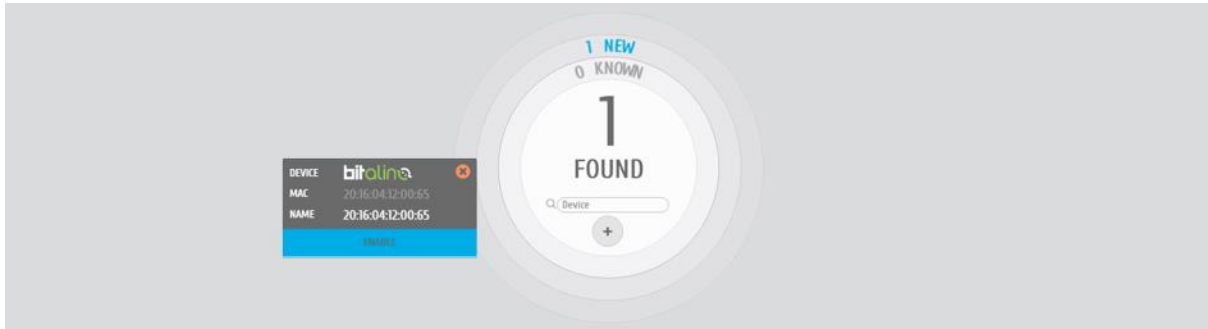 1 NEW
0 KNOWN
1
FOUND
Device
+
DEVICE bitalino
MAC 20:16:04:12:00:65
NAME 20:16:04:12:00:65
ENABLE